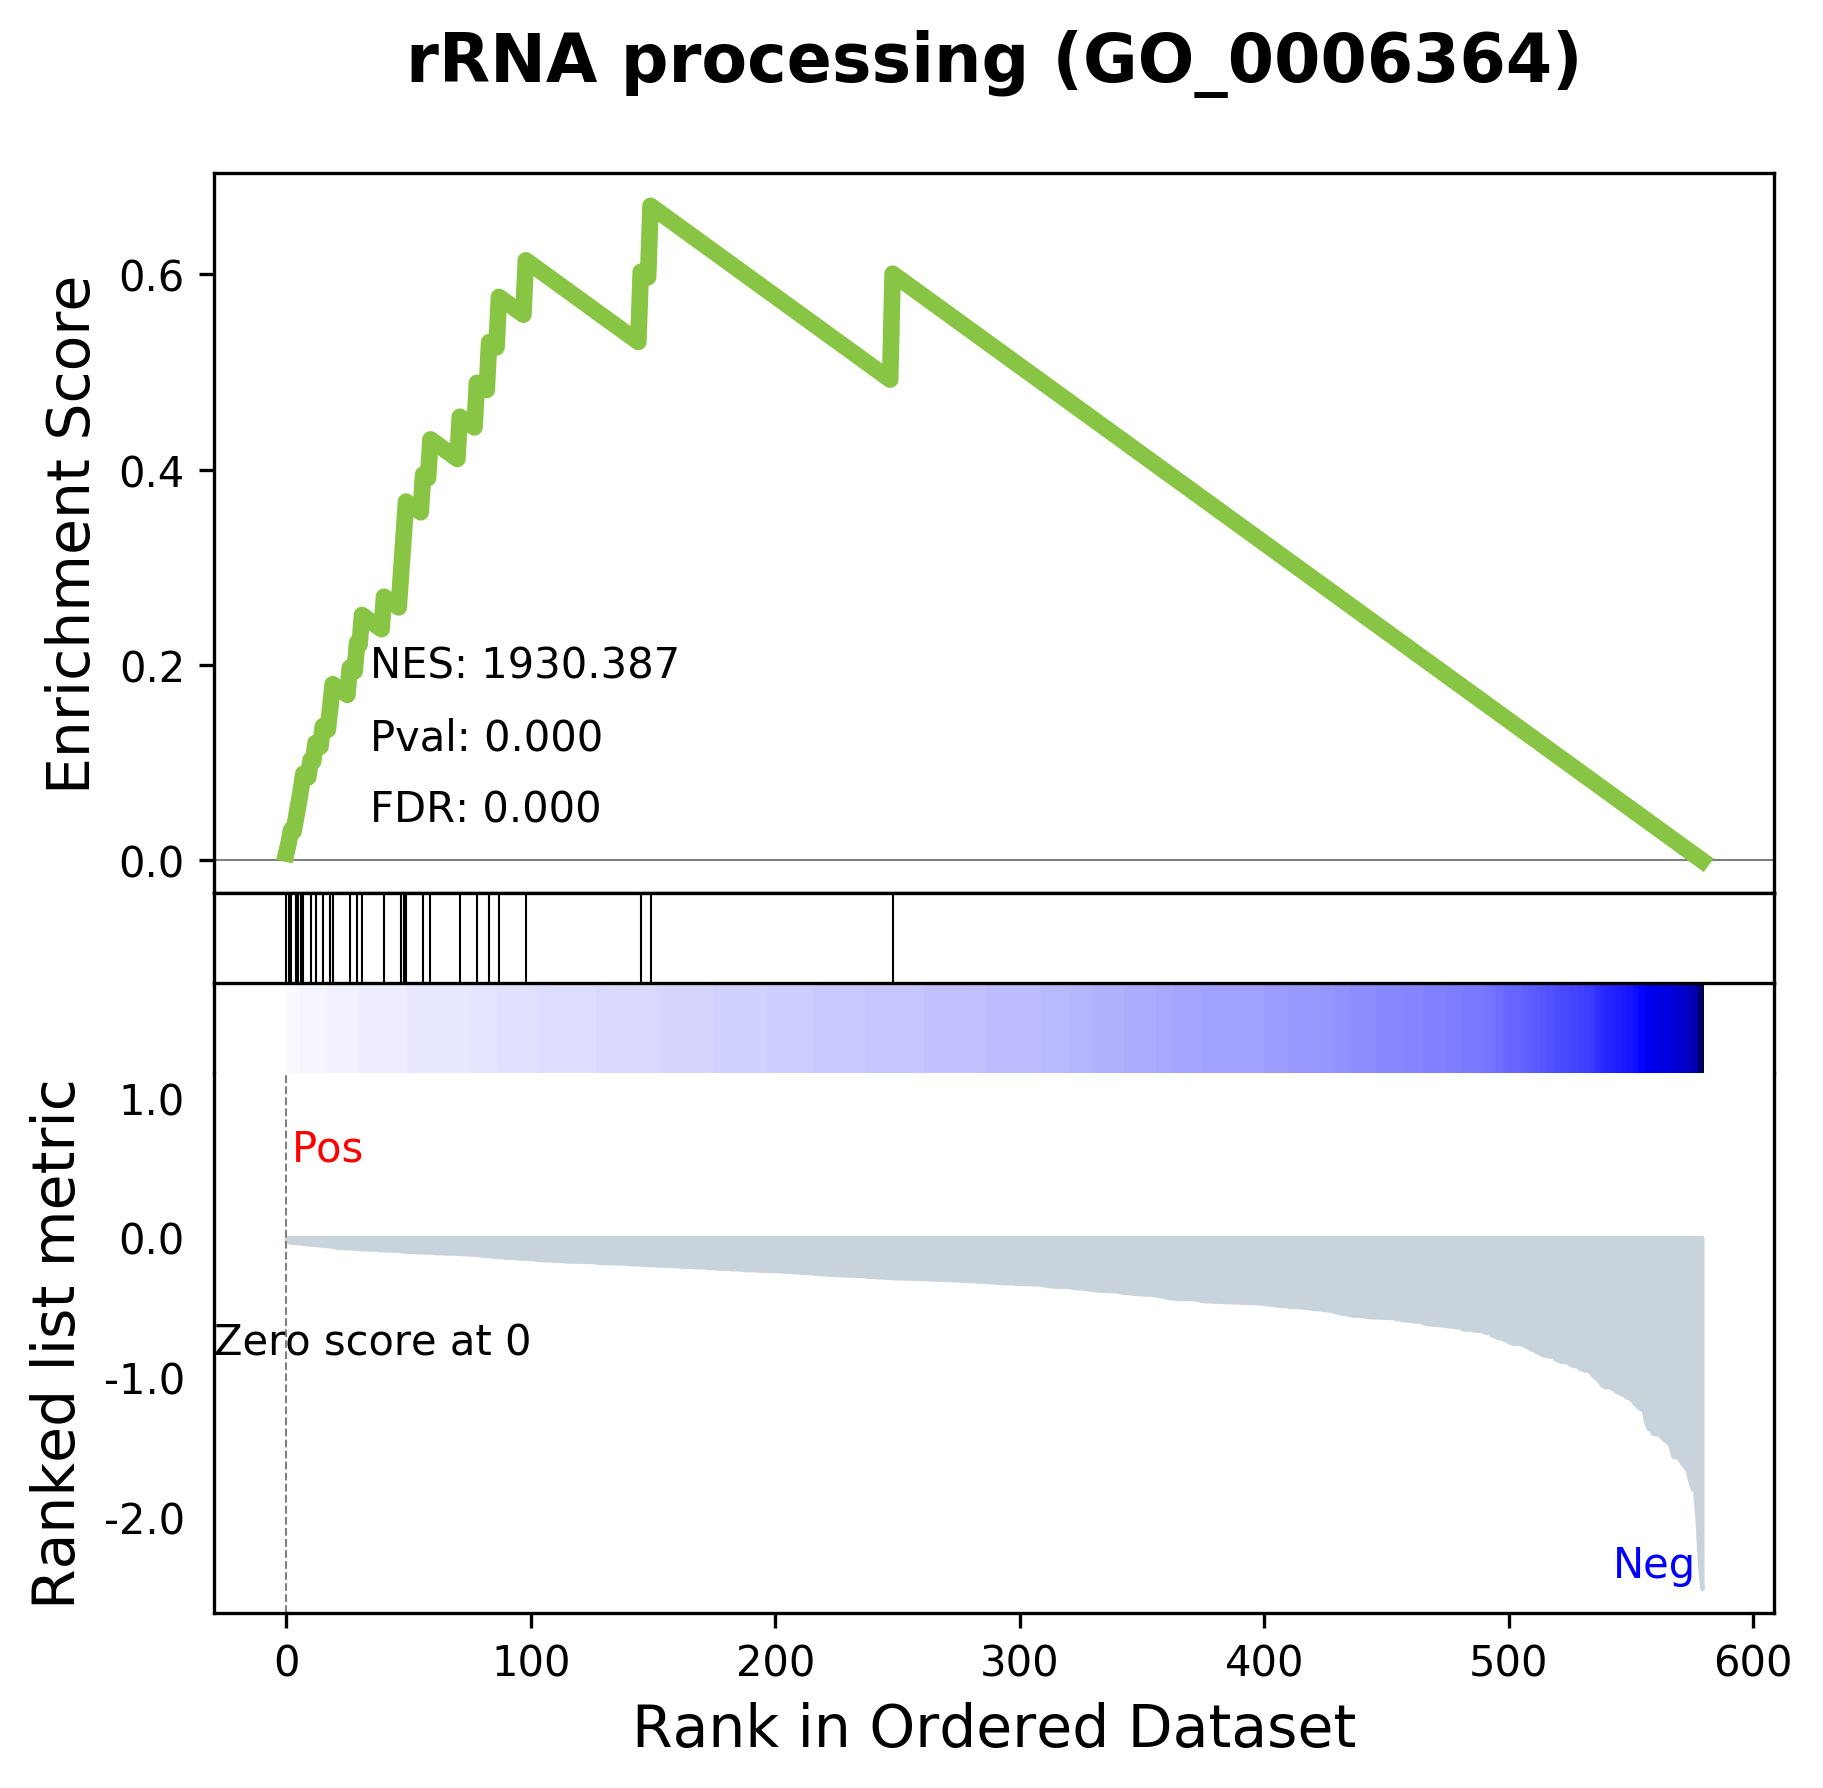 rRNA processing (GO_0006364)
Enrichment Score
0.6
0.4
0.2
0.0
NES: 1930.387
Pval: 0.000
FDR: 0.000
Ranked list metric
1.0
0.0
-1.0
-2.0
Pos
Zero score at 0
Neg
0 100 200 300 400 500 600
Rank in Ordered Dataset